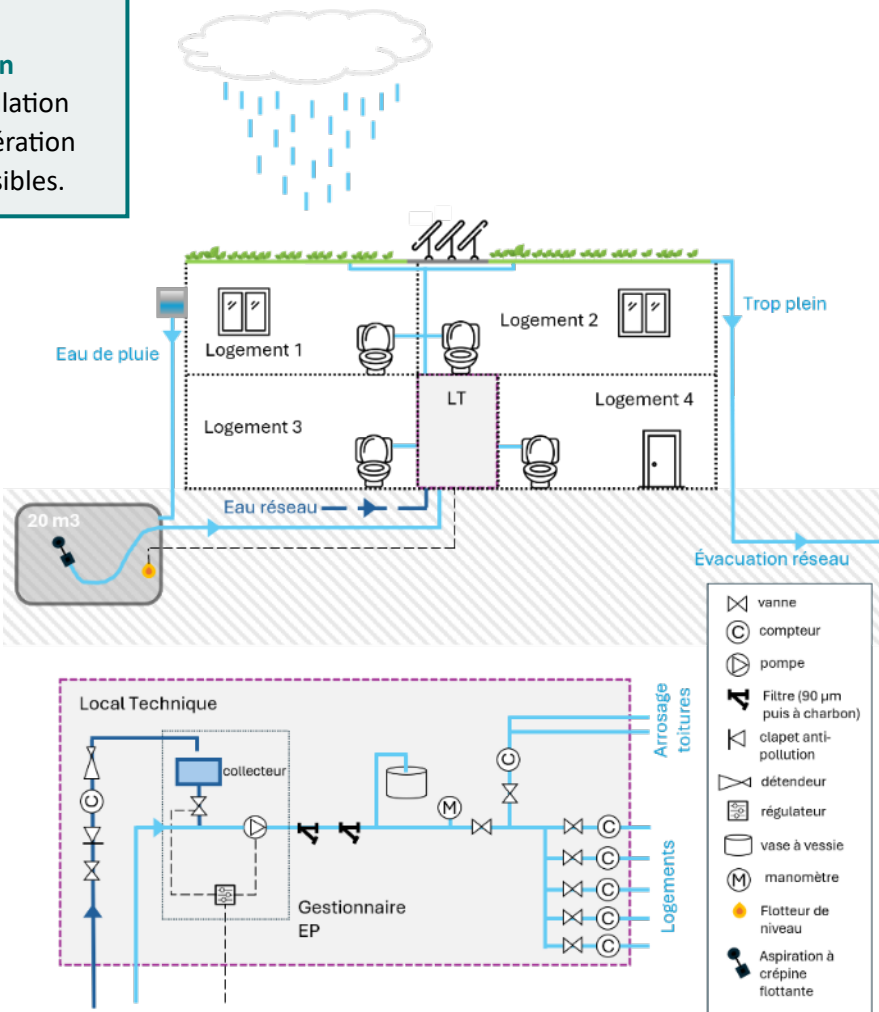 n
lation
ération
sibles.
Logement 1
Logement 2
Eau de pluie
Trop plein
LT
Logement 3
Logement 4
Eau réseau
20 m3
Évacuation réseau
Local Technique
collecteur
M
C
C
Arrosage
toitures
C
C
C
C
C
Logements
Gestionnaire
EP
vanne
C compteur
pompe
Filtre (90 µm
puis à charbon)
clapet anti-
pollution
détendeur
régulateur
vase à vessie
M manomètre
Flotteur de
niveau
Aspiration à
crépine
flottante